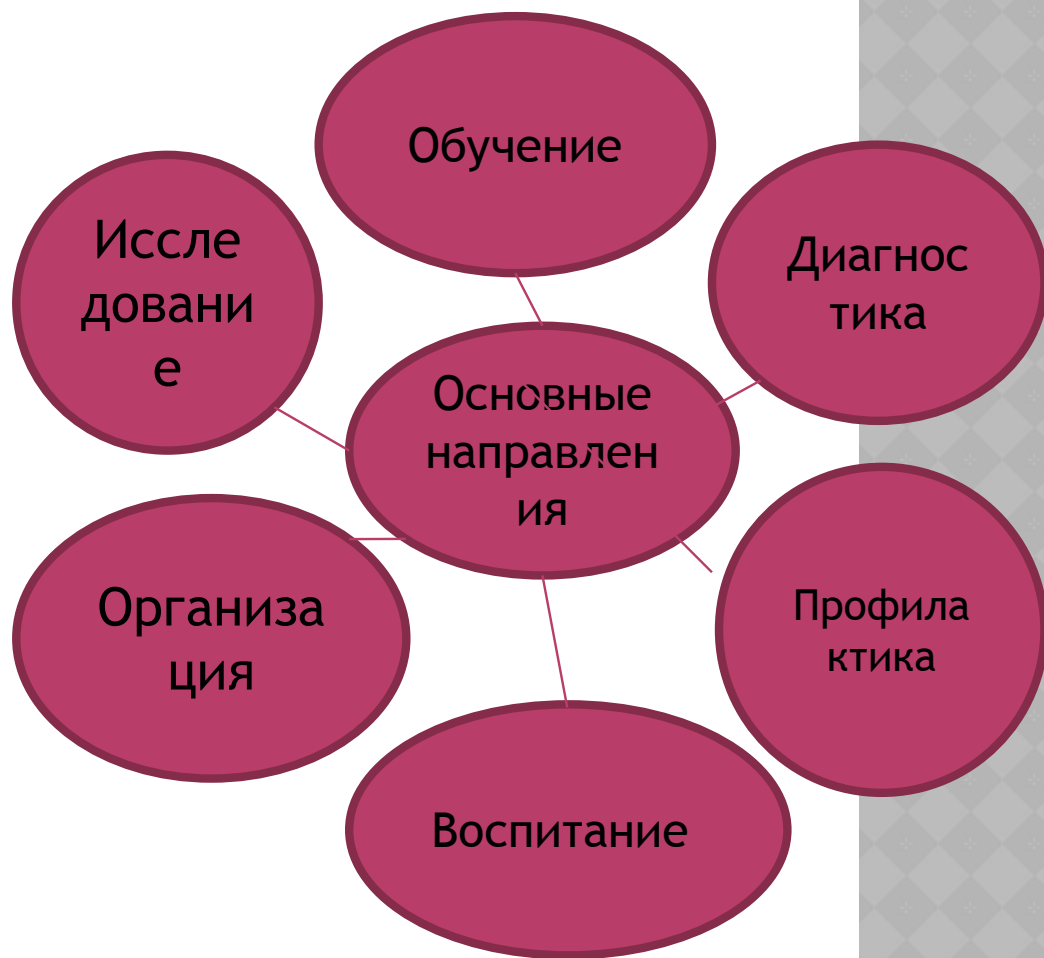 Обучение
Иссле
довани
е
Диагнос
тика
Основные
направлен
ия
Организа
ция
Профила
ктика
Воспитание